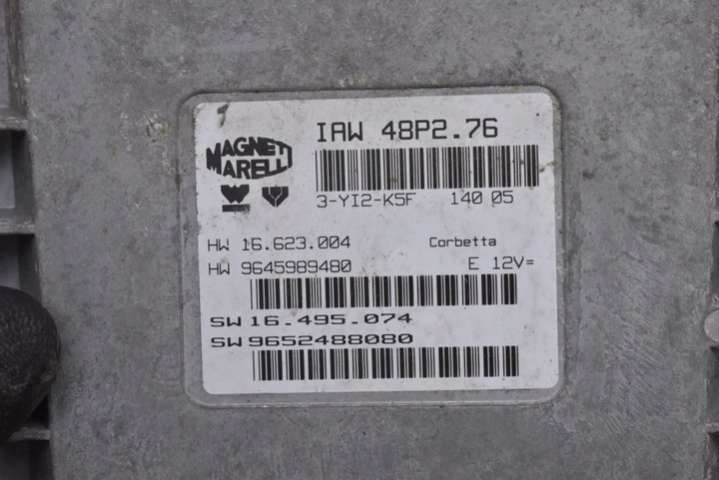 IAW 48P2.76
MAGNETI
MARELLI
3-YI2-K5F 140 05
HW 16.623.004 Corbetta
HW 9645989480 E 12V=
SW 16.495.074
SW 9652488080